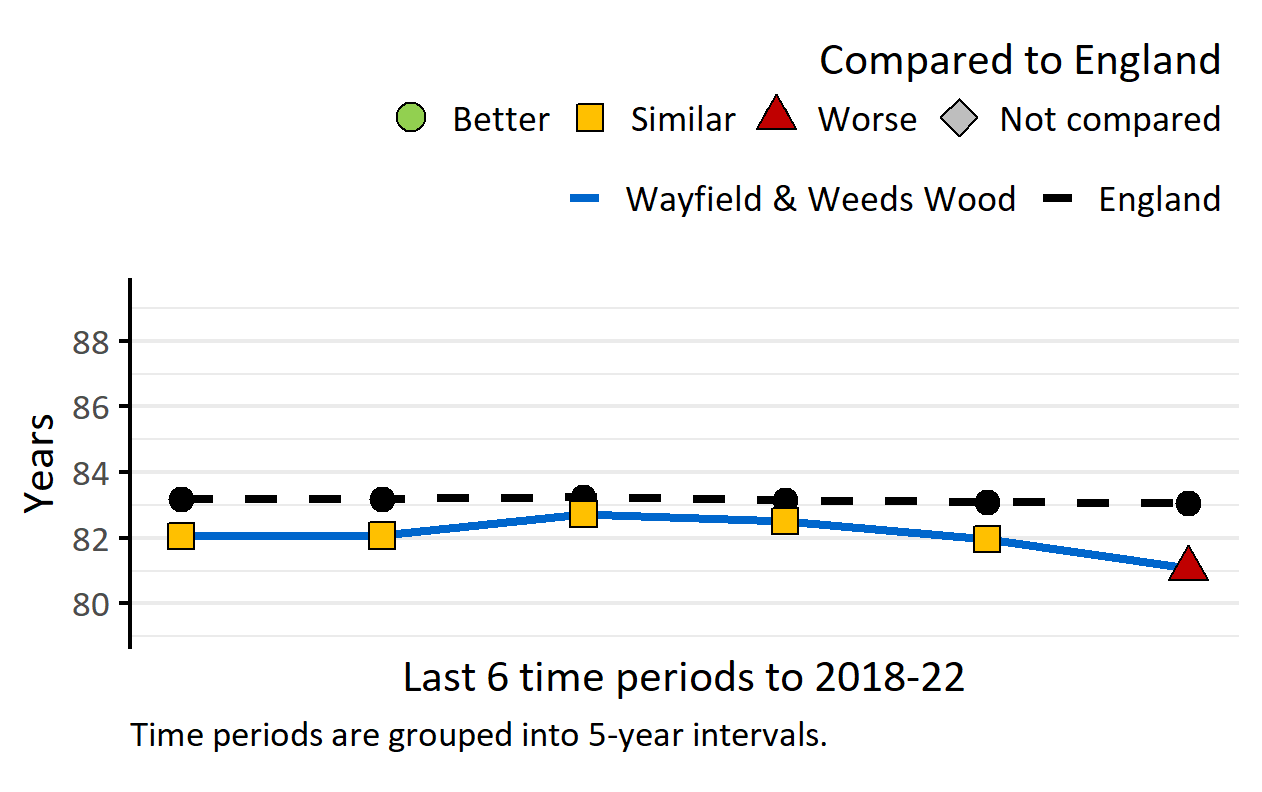 Compared to England
Better Similar Worse Not compared
Wayfield & Weeds Wood England
88
86
84
82
80
Years
Last 6 time periods to 2018-22
Time periods are grouped into 5-year intervals.